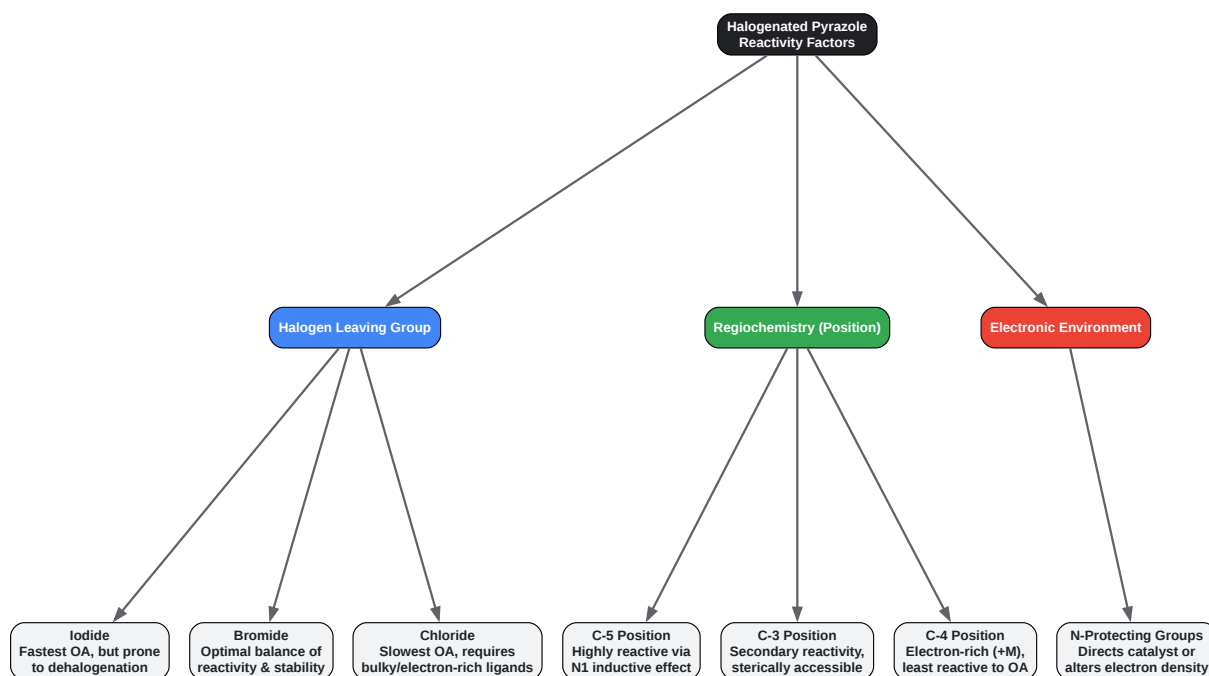 Halogenated Pyrazole
Reactivity Factors
Halogen Leaving Group
Regiochemistry (Position)
Electronic Environment
Iodide
Fastest OA, but prone
to dehalogenation
Bromide
Optimal balance of
reactivity & stability
Chloride
Slowest OA, requires
bulky/electron-rich ligands
C-5 Position
Highly reactive via
N1 inductive effect
C-3 Position
Secondary reactivity,
sterically accessible
C-4 Position
Electron-rich (+M),
least reactive to OA
N-Protecting Groups
Directs catalyst or
alters electron density